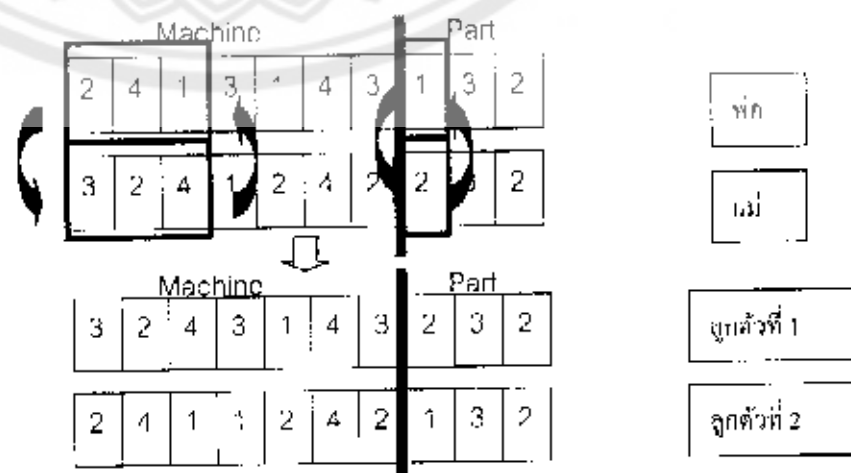 Machine Part
2 4 1 3 1 4 3 1 3 2 พ่อ
3 2 4 1 2 4 2 2 3 2 แม่
Machine Part
3 2 4 3 1 4 3 2 3 2 ลูกตัวที่ 1
2 4 1 1 2 4 2 1 3 2 ลูกตัวที่ 2